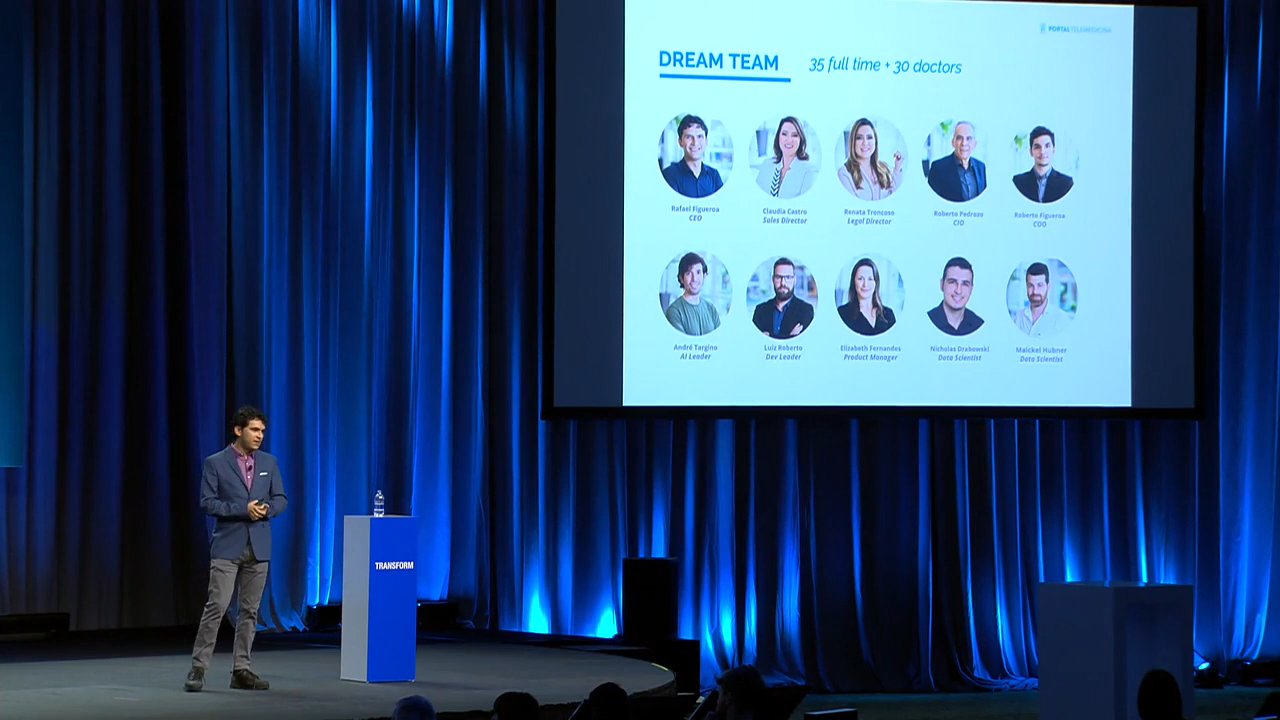 PORTAL TELEMEDICINA
DREAM TEAM
35 full time + 30 doctors
Rafael Figueroa
CEO
Claudia Castro
Sales Director
Renata Troncoso
Legal Director
Roberto Pedrozo
CIO
Roberto Figueroa
COO
André Targino
AI Leader
Luiz Roberto
Dev Leader
Elizabeth Fernandes
Product Manager
Nicholas Drabowski
Data Scientist
Maickel Hubner
Data Scientist
TRANSFORM